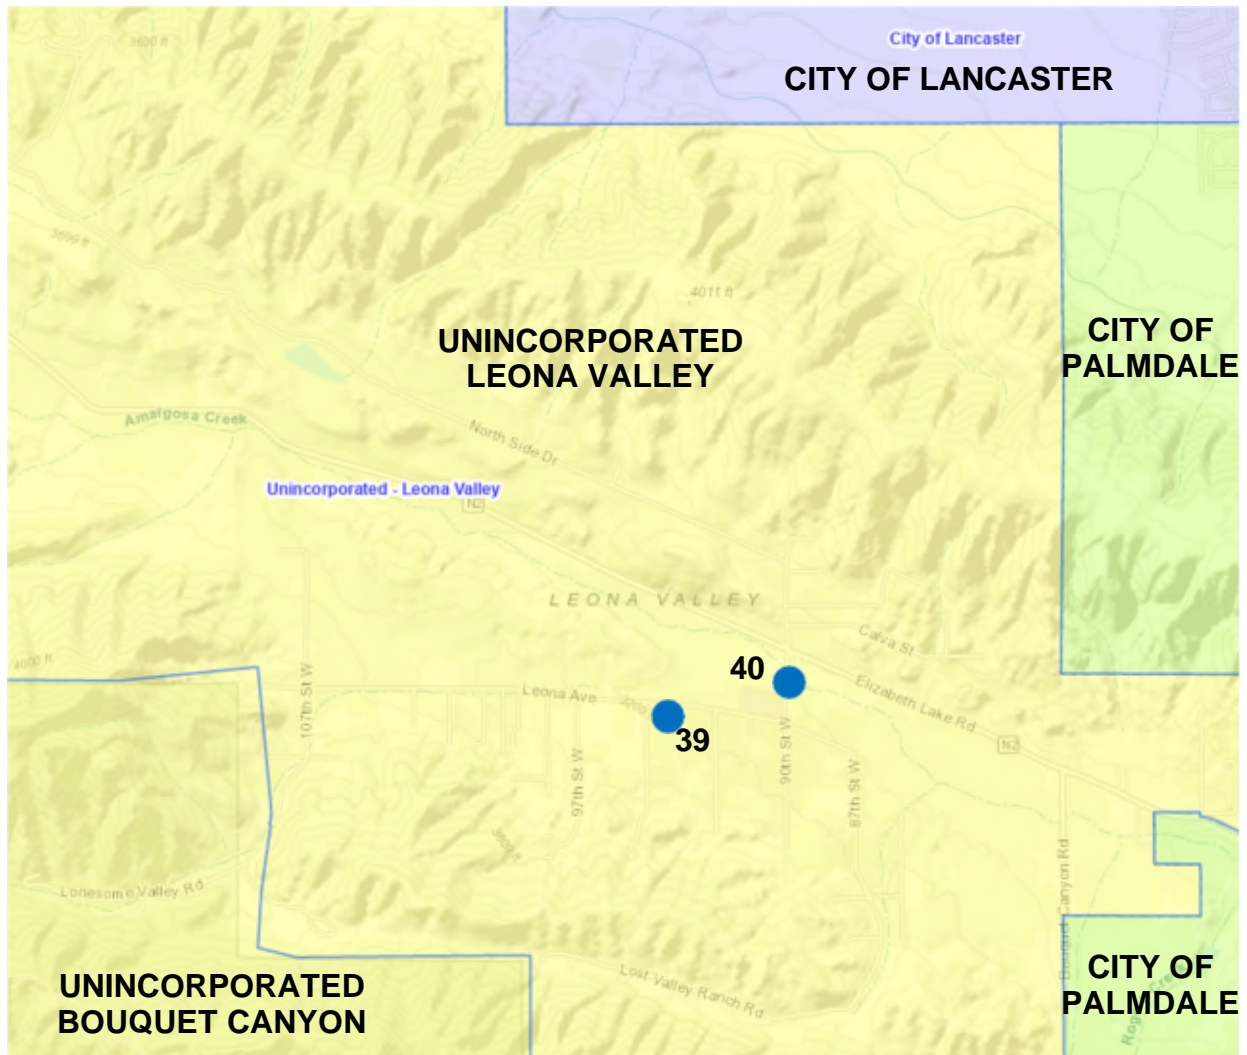 3600 ft
City of Lancaster
CITY OF LANCASTER
3699 ft
4011 ft
UNINCORPORATED
LEONA VALLEY
CITY OF
PALMDALE
Amalgosa Creek
North Side Dr
Unincorporated - Leona Valley
N2
LEONA VALLEY
Calva St
4000 ft
40
107th St W
Leona Ave
Elizabeth Lake Rd
39
N2
90th St W
97th St W
87th St W
3600 ft
Bouquet Canyon Rd
Lonesome Valley Rd
Lost Valley Ranch Rd
UNINCORPORATED
BOUQUET CANYON
CITY OF
PALMDALE